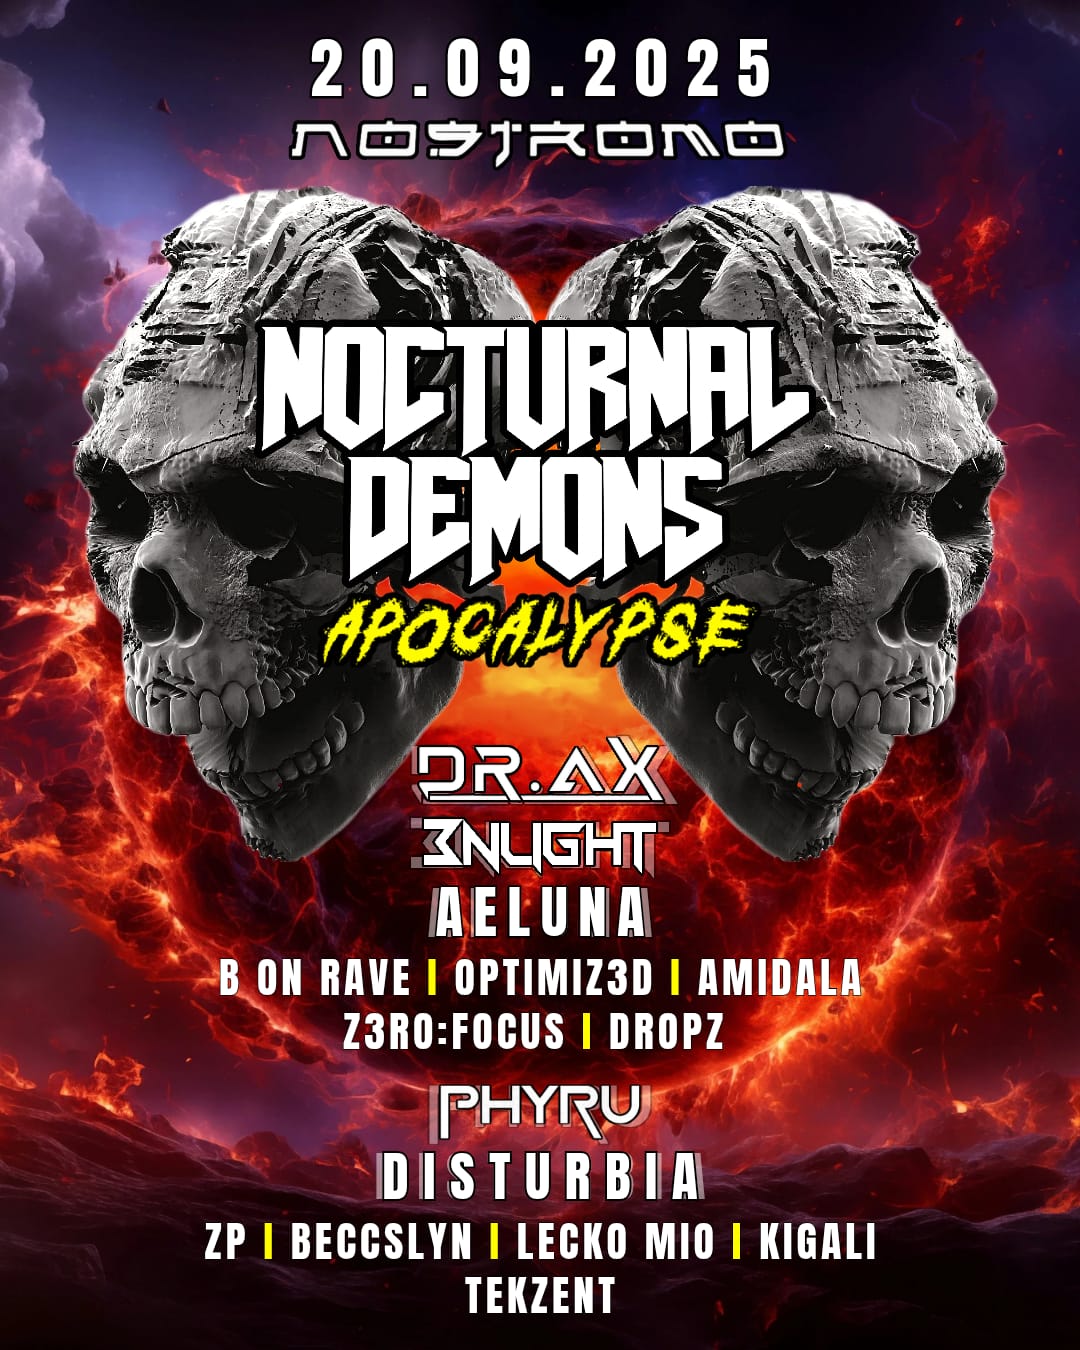 20.09.2025
NOSTROMO
NOCTURNAL
DEMONS
APOCALYPSE
DR.AX
3NLIGHT
AELUNA
B ON RAVE | OPTIMIZ3D | AMIDALA
Z3RO:FOCUS | DROPZ
PHYRU
DISTURBIA
ZP | BECCSLYN | LECKO MIO | KIGALI
TEKZENT